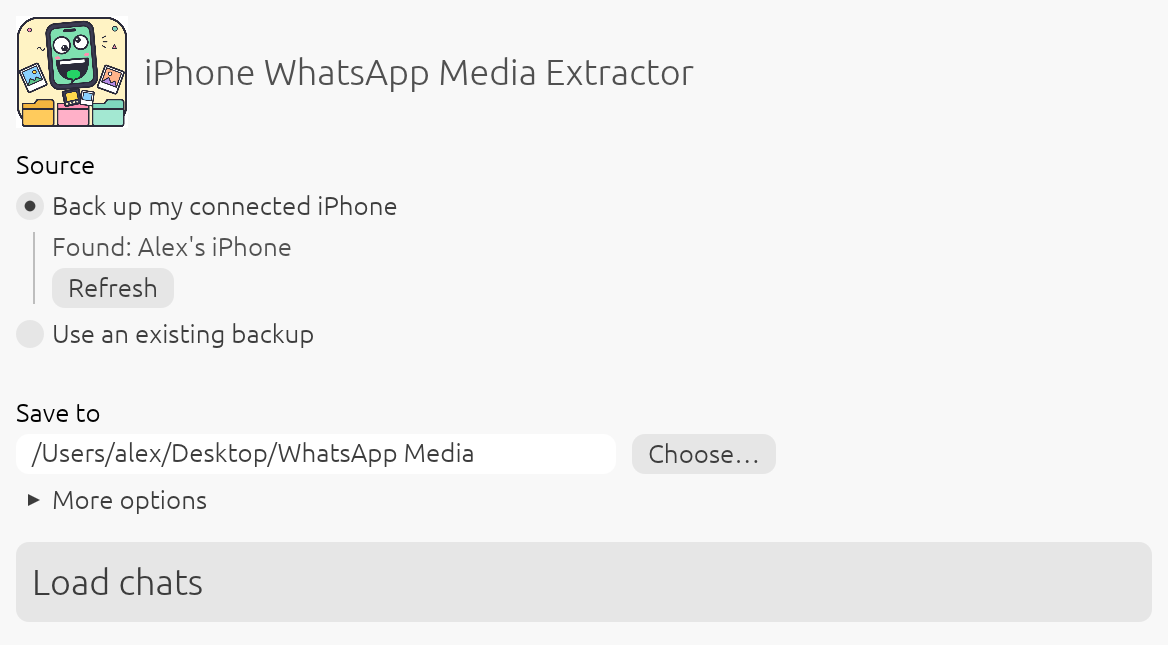 iPhone WhatsApp Media Extractor
Source
Back up my connected iPhone
Found: Alex's iPhone
Refresh
Use an existing backup
Save to
/Users/alex/Desktop/WhatsApp Media
Choose…
More options
Load chats